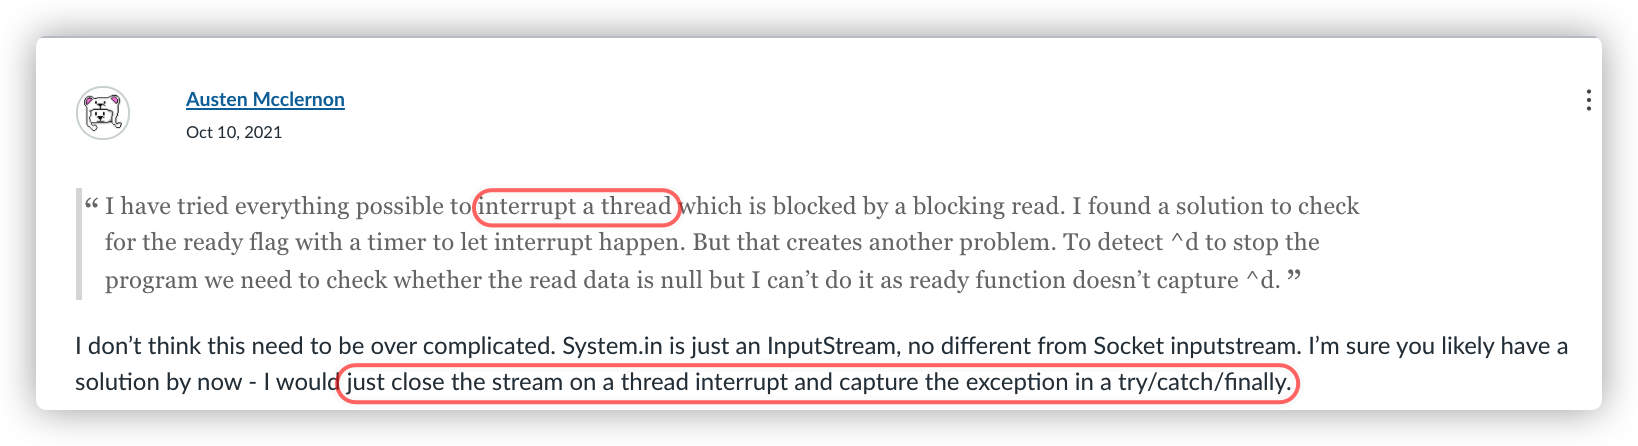 Austen Mcclernon
Oct 10, 2021
“ I have tried everything possible to interrupt a thread which is blocked by a blocking read. I found a solution to check
for the ready flag with a timer to let interrupt happen. But that creates another problem. To detect ^d to stop the
program we need to check whether the read data is null but I can’t do it as ready function doesn’t capture ^d. ”
I don’t think this need to be over complicated. System.in is just an InputStream, no different from Socket inputstream. I’m sure you likely have a
solution by now - I would just close the stream on a thread interrupt and capture the exception in a try/catch/finally.